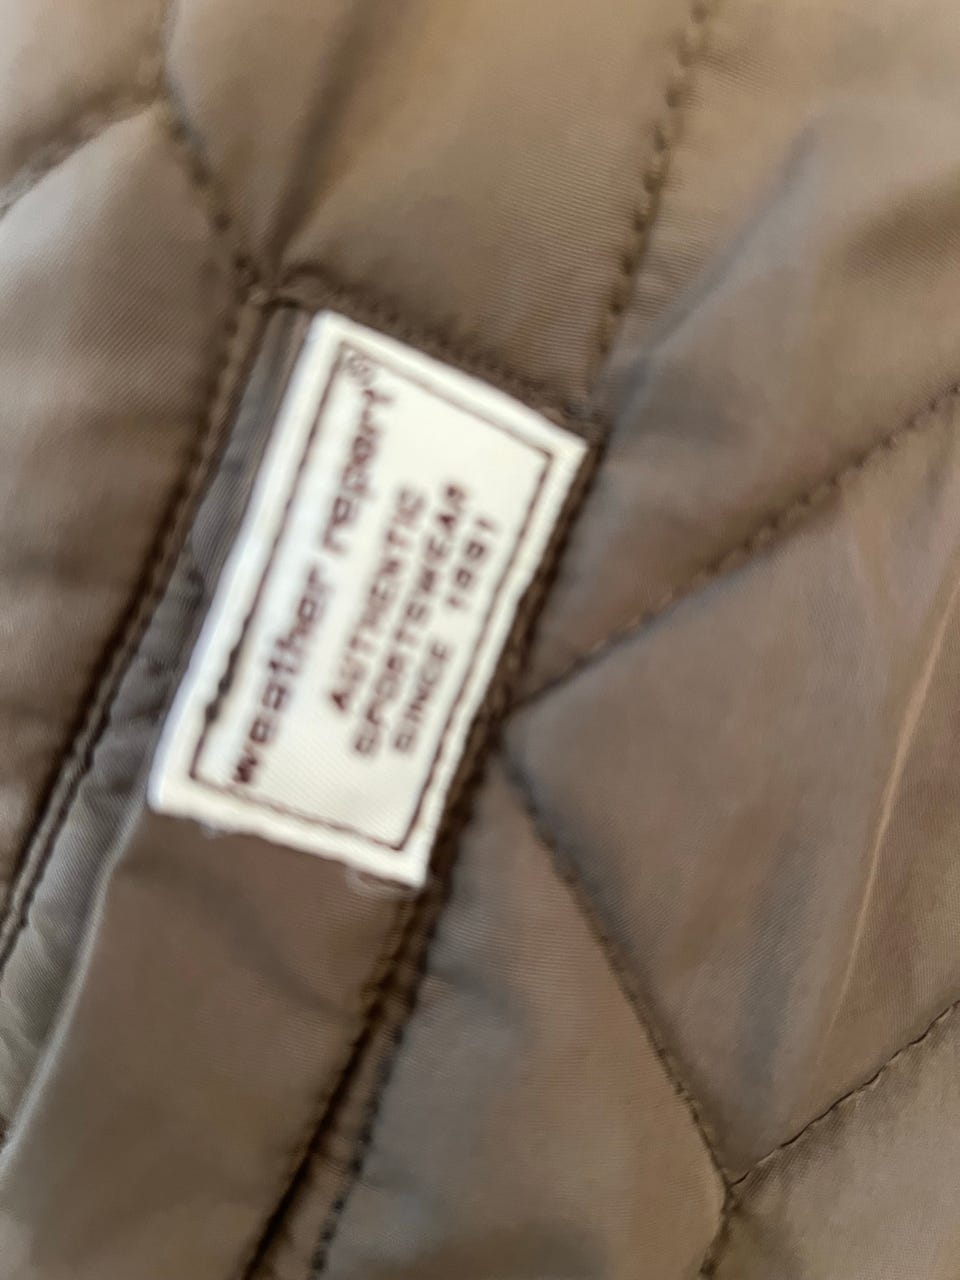 weather report®
AUTHENTIC
SPORTSWEAR
SINCE 1991